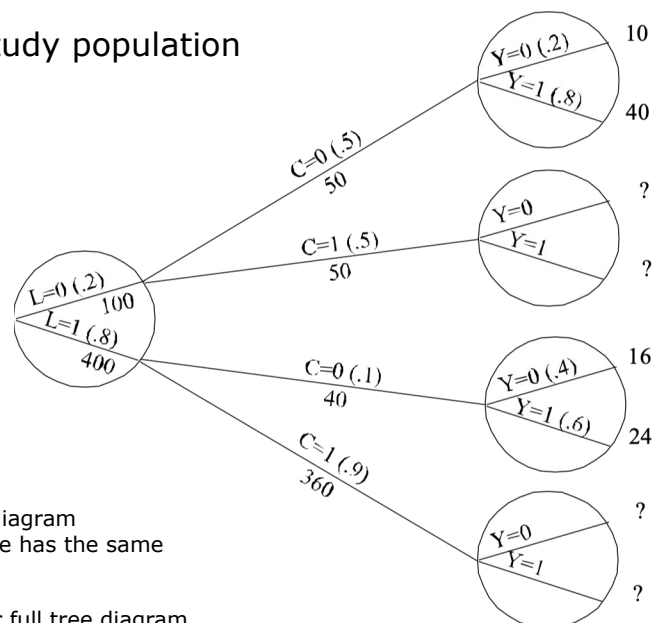 tudy population
10
Y=0 (.2)
Y=1 (.8)
40
C=0 (.5)
50
?
Y=0
C=1 (.5)
Y=1
50
?
L=0 (.2)
100
L=1 (.8)
400
16
C=0 (.1)
Y=0 (.4)
40
Y=1 (.6)
24
C=1 (.9)
360
?
Y=0
Y=1
?
iagram
e has the same
full tree diagram